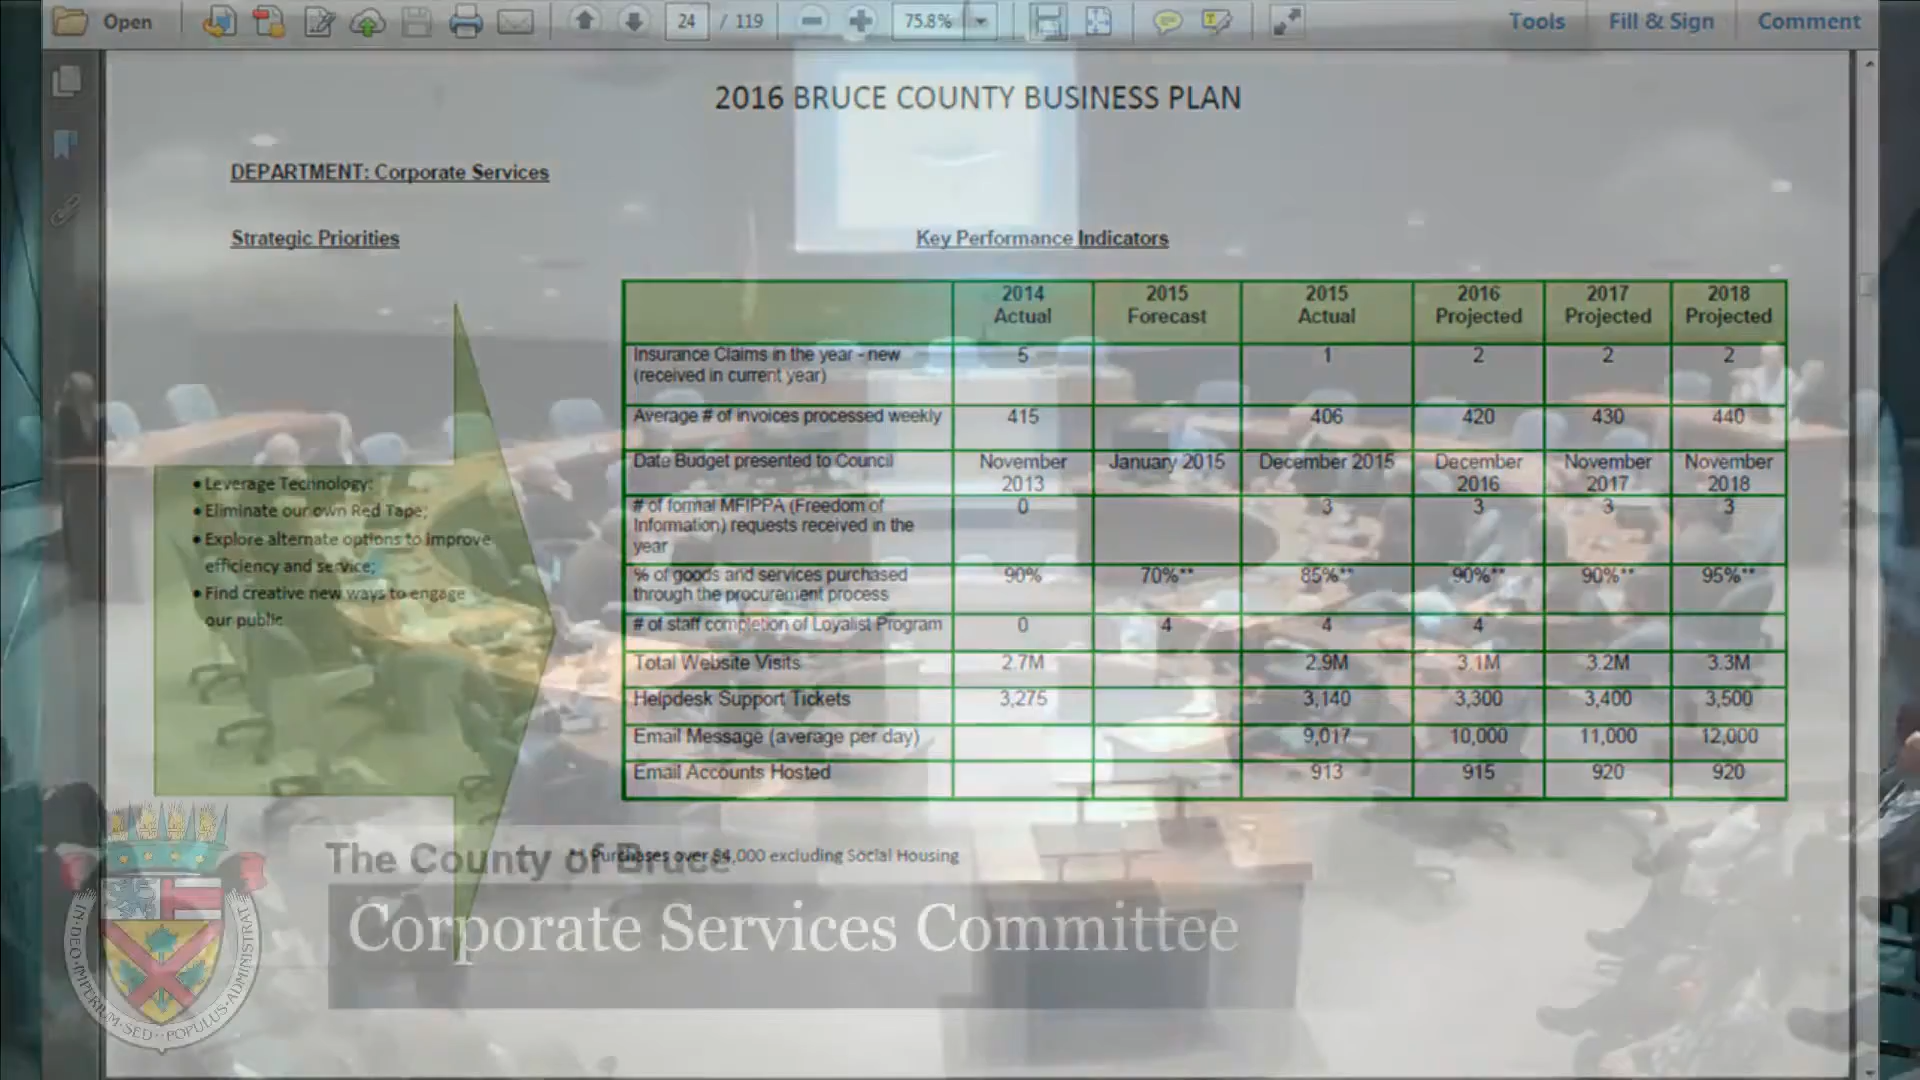 Open
24 / 119
75.8%
Tools
Fill & Sign
Comment
2016 BRUCE COUNTY BUSINESS PLAN
DEPARTMENT: Corporate Services
Strategic Priorities
Key Performance Indicators
2014 Actual
2015 Forecast
2015 Actual
2016 Projected
2017 Projected
2018 Projected
Insurance Claims in the year - new (received in current year) 5 1 2 2 2
Average # of invoices processed weekly 415 406 420 430 440
Date Budget presented to Council November 2013 January 2015 December 2015 December 2016 November 2017 November 2018
# of formal MFIPPA (Freedom of Information) requests received in the year 0 3 3 3 3
% of goods and services purchased through the procurement process 90% 70%** 85%** 90%** 90%** 95%**
# of staff completion of Loyalist Program 0 4 4 4
Total Website Visits 2.7M 2.9M 3.1M 3.2M 3.3M
Helpdesk Support Tickets 3,275 3,140 3,300 3,400 3,500
Email Message (average per day) 9,017 10,000 11,000 12,000
Email Accounts Hosted 913 915 920 920
• Leverage Technology;
• Eliminate our own Red Tape;
• Explore alternate options to improve
efficiency and service;
• Find creative new ways to engage
our public
** Purchases over $4,000 excluding Social Housing
The County of Bruce
Corporate Services Committee
IN·DEO·IMPERIUM·SED·POPULUS·ADMINISTRAT